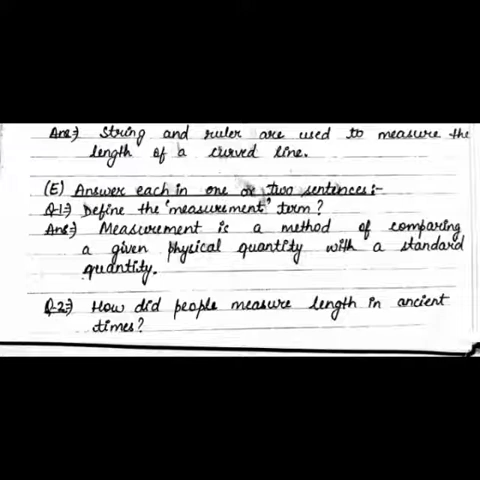 Ans:→ String and ruler are used to measure the
length of a curved line.
(E) Answer each in one or two sentences:-
Q-1:→ Define the "measurement" term?
Ans:→ Measurement is a method of comparing
a given physical quantity with a standard
quantity.
Q-2:→ How did people measure length in ancient
times?